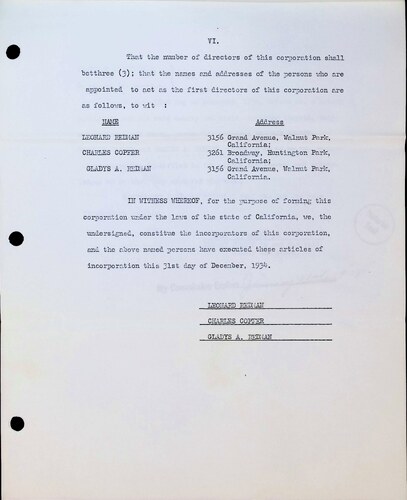 VI.
That the number of directors of this corporation shall
betthree (3); that the names and addresses of the persons who are
appointed to act as the first directors of this corporation are
as follows, to wit :
NAME Address
LEONARD REIMAN 3156 Grand Avenue, Walnut Park,
California;
CHARLES COPFER 3261 Broadway, Huntington Park,
California;
GLADYS A. REIMAN 3156 Grand Avenue, Walnut Park,
California.
IN WITNESS WHEREOF, for the purpose of forming this
corporation under the laws of the state of California, we, the
undersigned, constitute the incorporators of this corporation,
and the above named persons have executed these articles of
incorporation this 31st day of December, 1934.
LEONARD REIMAN
CHARLES COPFER
GLADYS A. REIMAN